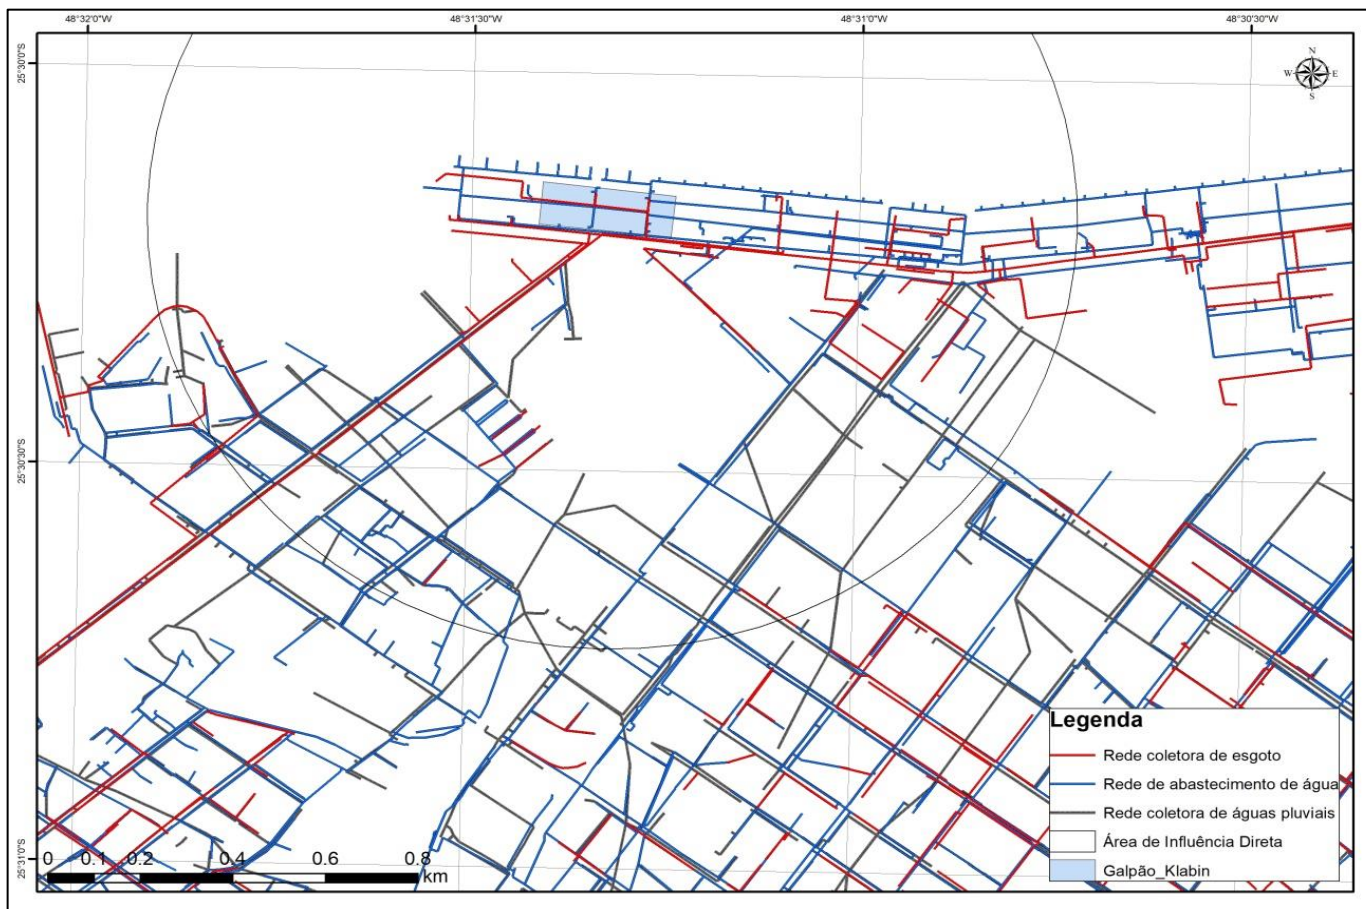 48°32'0"W 48°31'30"W 48°31'0"W 48°30'30"W
25°30'0"S
N
W E
S
25°30'30"S
25°31'0"S
Legenda
Rede coletora de esgoto
Rede de abastecimento de água
Rede coletora de águas pluviais
Área de Influência Direta
Galpão_Klabin
0 0.1 0.2 0.4 0.6 0.8
km